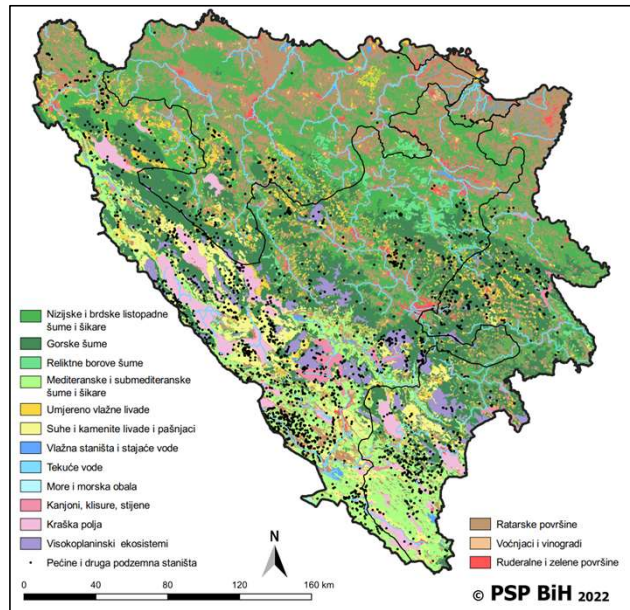 Nizijske i brdske listopadne
šume i šikare
Gorske šume
Reliktne borove šume
Mediteranske i submediteranske
šume i šikare
Umjereno vlažne livade
Suhe i kamenite livade i pašnjaci
Vlažna staništa i stajaće vode
Tekuće vode
More i morska obala
Kanjoni, klisure, stijene
Kraška polja
Visokoplaninski ekosistemi
Pećine i druga podzemna staništa
0 20 40 80 120 160 km
N
Ratarske površine
Voćnjaci i vinogradi
Ruderalne i zelene površine
© PSP BiH 2022